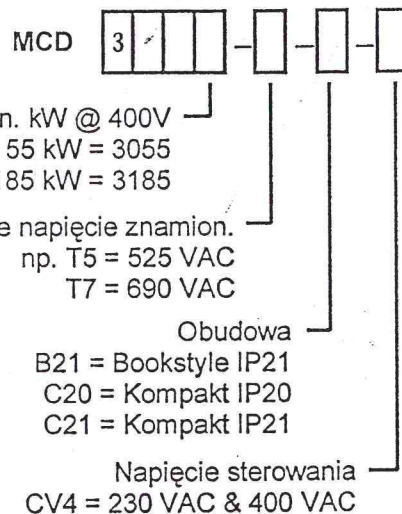 MCD 3 - - -
n. kW @ 400V
55 kW = 3055
185 kW = 3185
e napięcie znamion.
np. T5 = 525 VAC
T7 = 690 VAC
Obudowa
B21 = Bookstyle IP21
C20 = Kompakt IP20
C21 = Kompakt IP21
Napięcie sterowania
CV4 = 230 VAC & 400 VAC